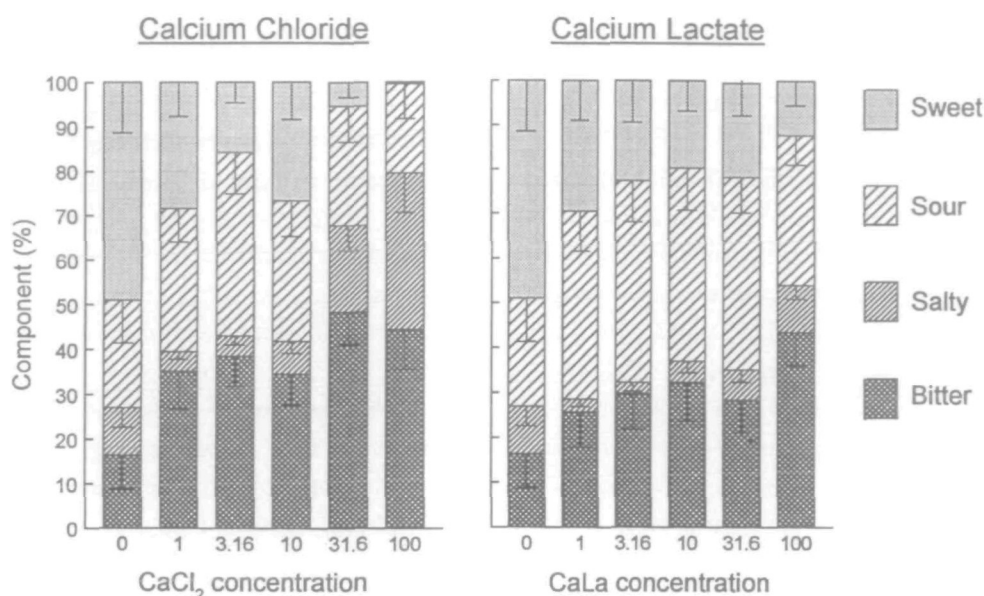 Calcium Chloride
Calcium Lactate
Component (%)
100
90
80
70
60
50
40
30
20
10
0
0 1 3.16 10 31.6 100
CaCl₂ concentration
0 1 3.16 10 31.6 100
CaLa concentration
Sweet
Sour
Salty
Bitter